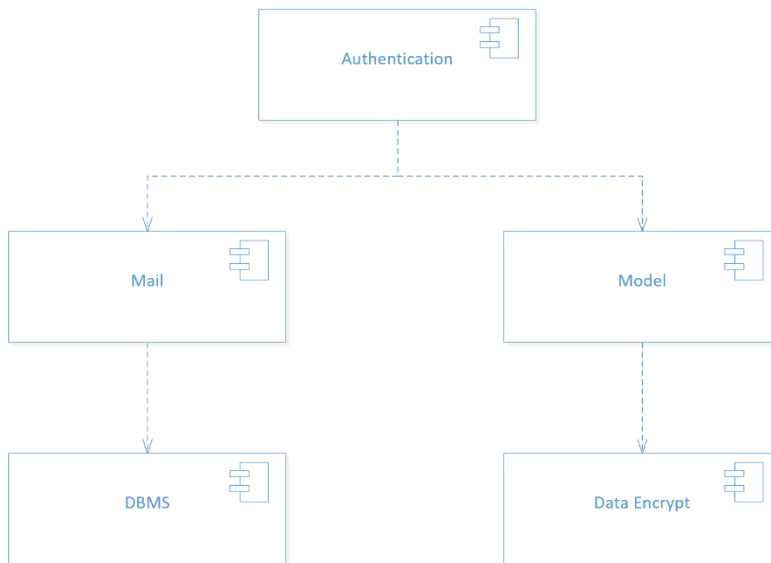 Authentication
Mail
Model
DBMS
Data Encrypt